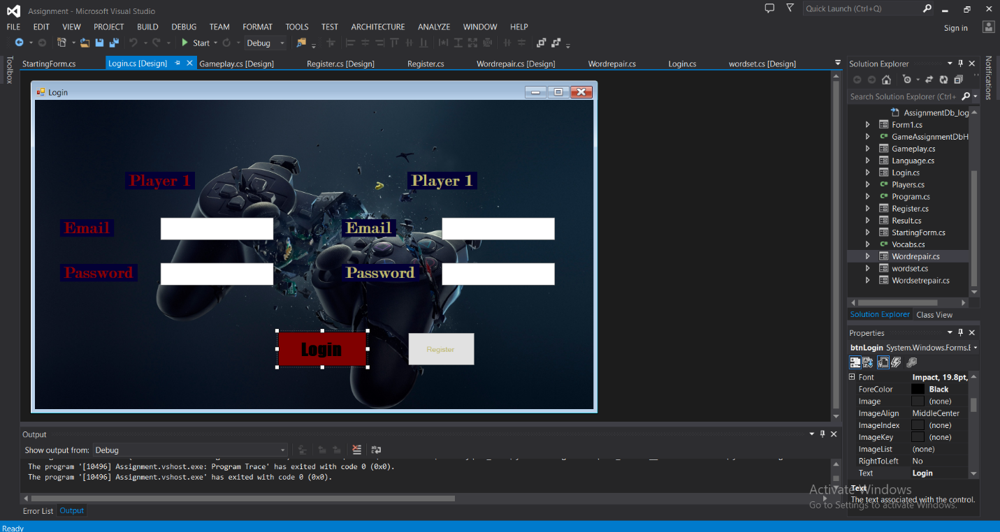 Assignment - Microsoft Visual Studio
Quick Launch (Ctrl+Q)
FILE EDIT VIEW PROJECT BUILD DEBUG TEAM FORMAT TOOLS TEST ARCHITECTURE ANALYZE WINDOW HELP
Sign in
Start Debug
Toolbox
StartingForm.cs Login.cs [Design] Gameplay.cs [Design] Register.cs [Design] Register.cs Wordrepair.cs [Design] Wordrepair.cs Login.cs wordset.cs [Design]
Login
Player 1 Player 1
Email Email
Password Password
Login Register
Solution Explorer
Notifications
Search Solution Explorer (Ctrl+
AssignmentDb_log
Form1.cs
GameAssignmentDbH
Gameplay.cs
Language.cs
Login.cs
Players.cs
Program.cs
Register.cs
Result.cs
StartingForm.cs
Vocabs.cs
Wordrepair.cs
wordset.cs
Wordsetrepair.cs
Solution Explorer Class View
Properties
btnLogin System.Windows.Forms.
Font Impact, 19.8pt,
ForeColor Black
Image (none)
ImageAlign MiddleCenter
ImageIndex (none)
ImageKey (none)
ImageList (none)
RightToLeft No
Text Login
Text
The text associated with the control.
Activate Windows
Go to Settings to activate Windows.
Output
Show output from: Debug
The program '[10496] Assignment.vshost.exe: Program Trace' has exited with code 0 (0x0).
The program '[10496] Assignment.vshost.exe' has exited with code 0 (0x0).
Error List Output
Ready